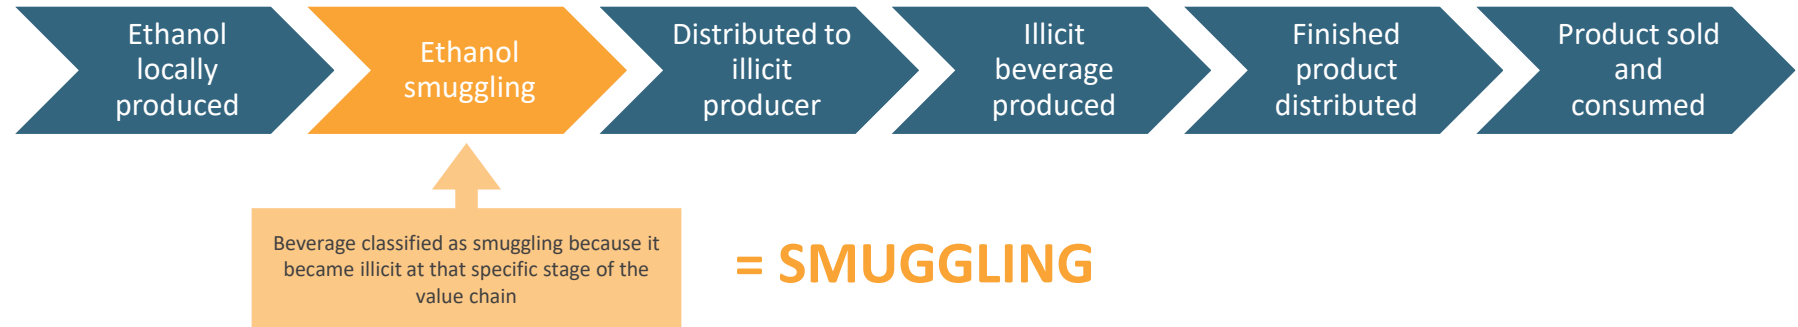 Ethanol
locally
produced
Ethanol
smuggling
Distributed to
illicit
producer
Illicit
beverage
produced
Finished
product
distributed
Product sold
and
consumed
Beverage classified as smuggling because it
became illicit at that specific stage of the
value chain
= SMUGGLING